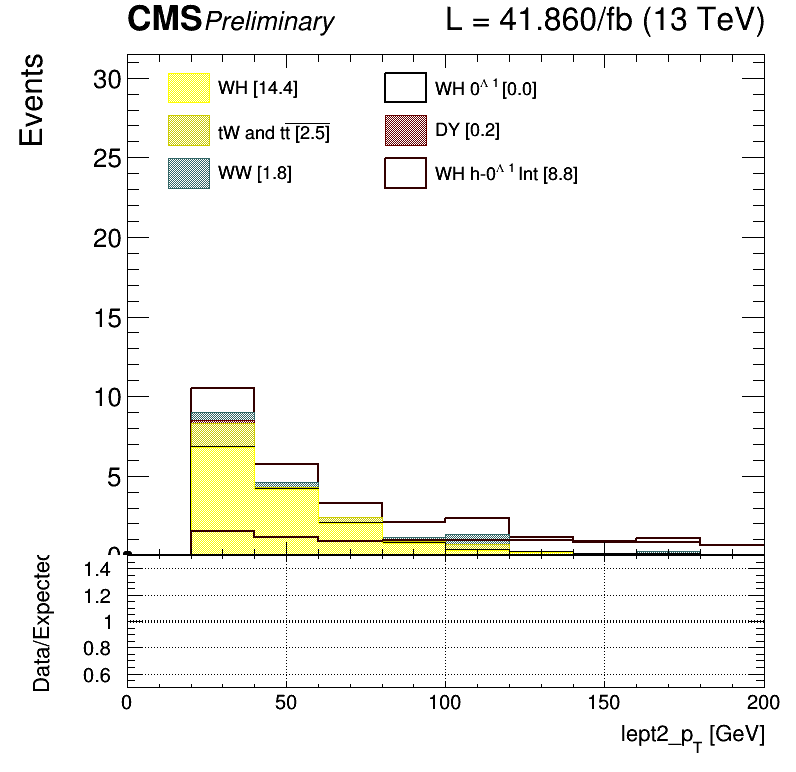 CMS Preliminary L = 41.860/fb (13 TeV)
Events
30
25
20
15
10
5
0
WH [14.4]
tW and tt̅ [2.5]
WW [1.8]
WH 0^Λ1 [0.0]
DY [0.2]
WH h-0^Λ1 Int [8.8]
Data/Expected
1.4
1.2
1
0.8
0.6
0 50 100 150 200
lept2_p_T [GeV]